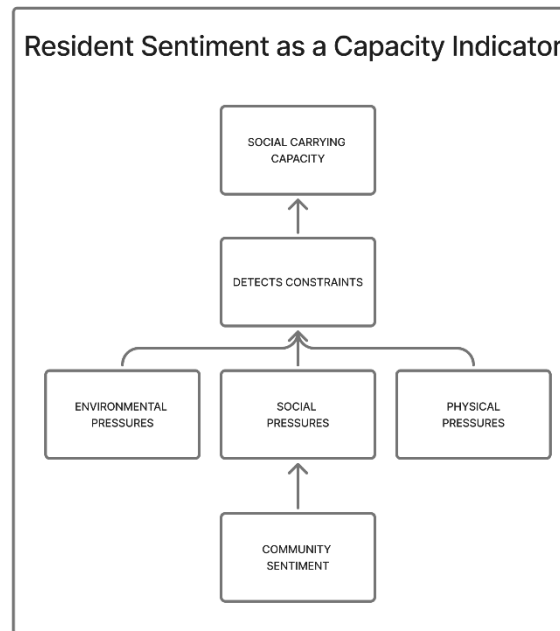 Resident Sentiment as a Capacity Indicator
SOCIAL CARRYING
CAPACITY
DETECTS CONSTRAINTS
ENVIRONMENTAL
PRESSURES
SOCIAL
PRESSURES
PHYSICAL
PRESSURES
COMMUNITY
SENTIMENT